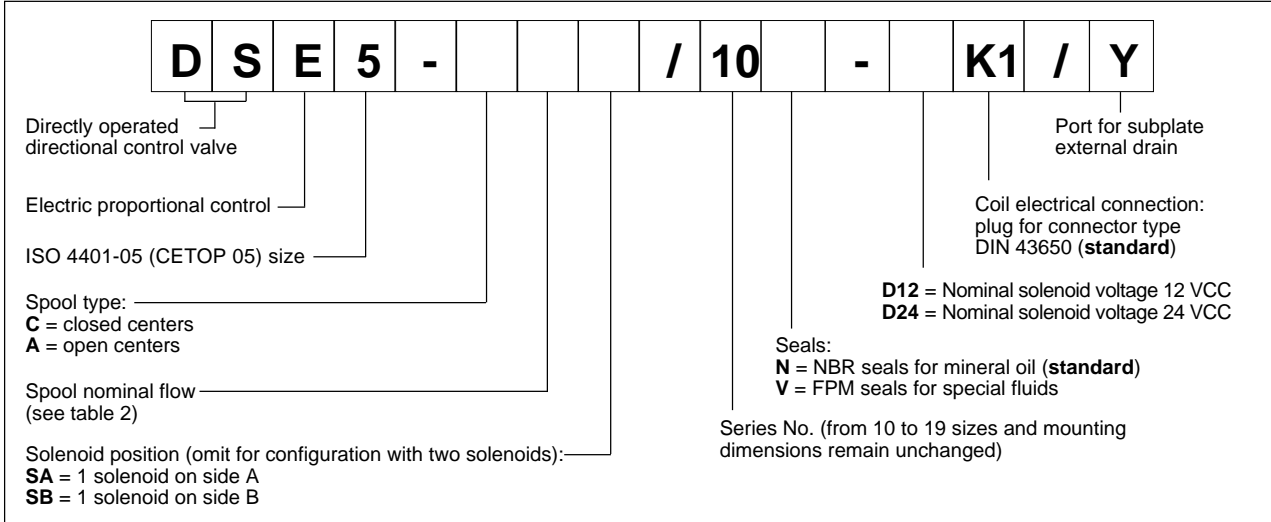 D S E 5 - / 10 - K1 / Y
Directly operated
directional control valve
Port for subplate
external drain
Electric proportional control
Coil electrical connection:
plug for connector type
DIN 43650 (standard)
ISO 4401-05 (CETOP 05) size
D12 = Nominal solenoid voltage 12 VCC
D24 = Nominal solenoid voltage 24 VCC
Spool type:
C = closed centers
A = open centers
Seals:
N = NBR seals for mineral oil (standard)
V = FPM seals for special fluids
Spool nominal flow
(see table 2)
Series No. (from 10 to 19 sizes and mounting
dimensions remain unchanged)
Solenoid position (omit for configuration with two solenoids):
SA = 1 solenoid on side A
SB = 1 solenoid on side B